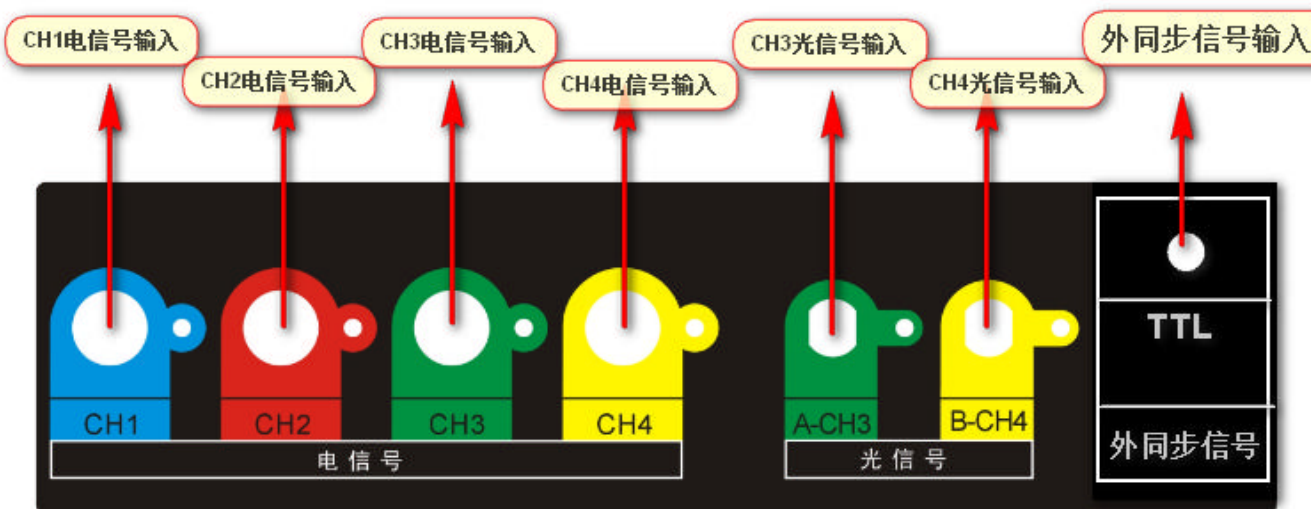 CH1电信号输入
CH2电信号输入
CH3电信号输入
CH4电信号输入
CH3光信号输入
CH4光信号输入
外同步信号输入
CH1
CH2
CH3
CH4
电信号
A-CH3
B-CH4
光信号
TTL
外同步信号